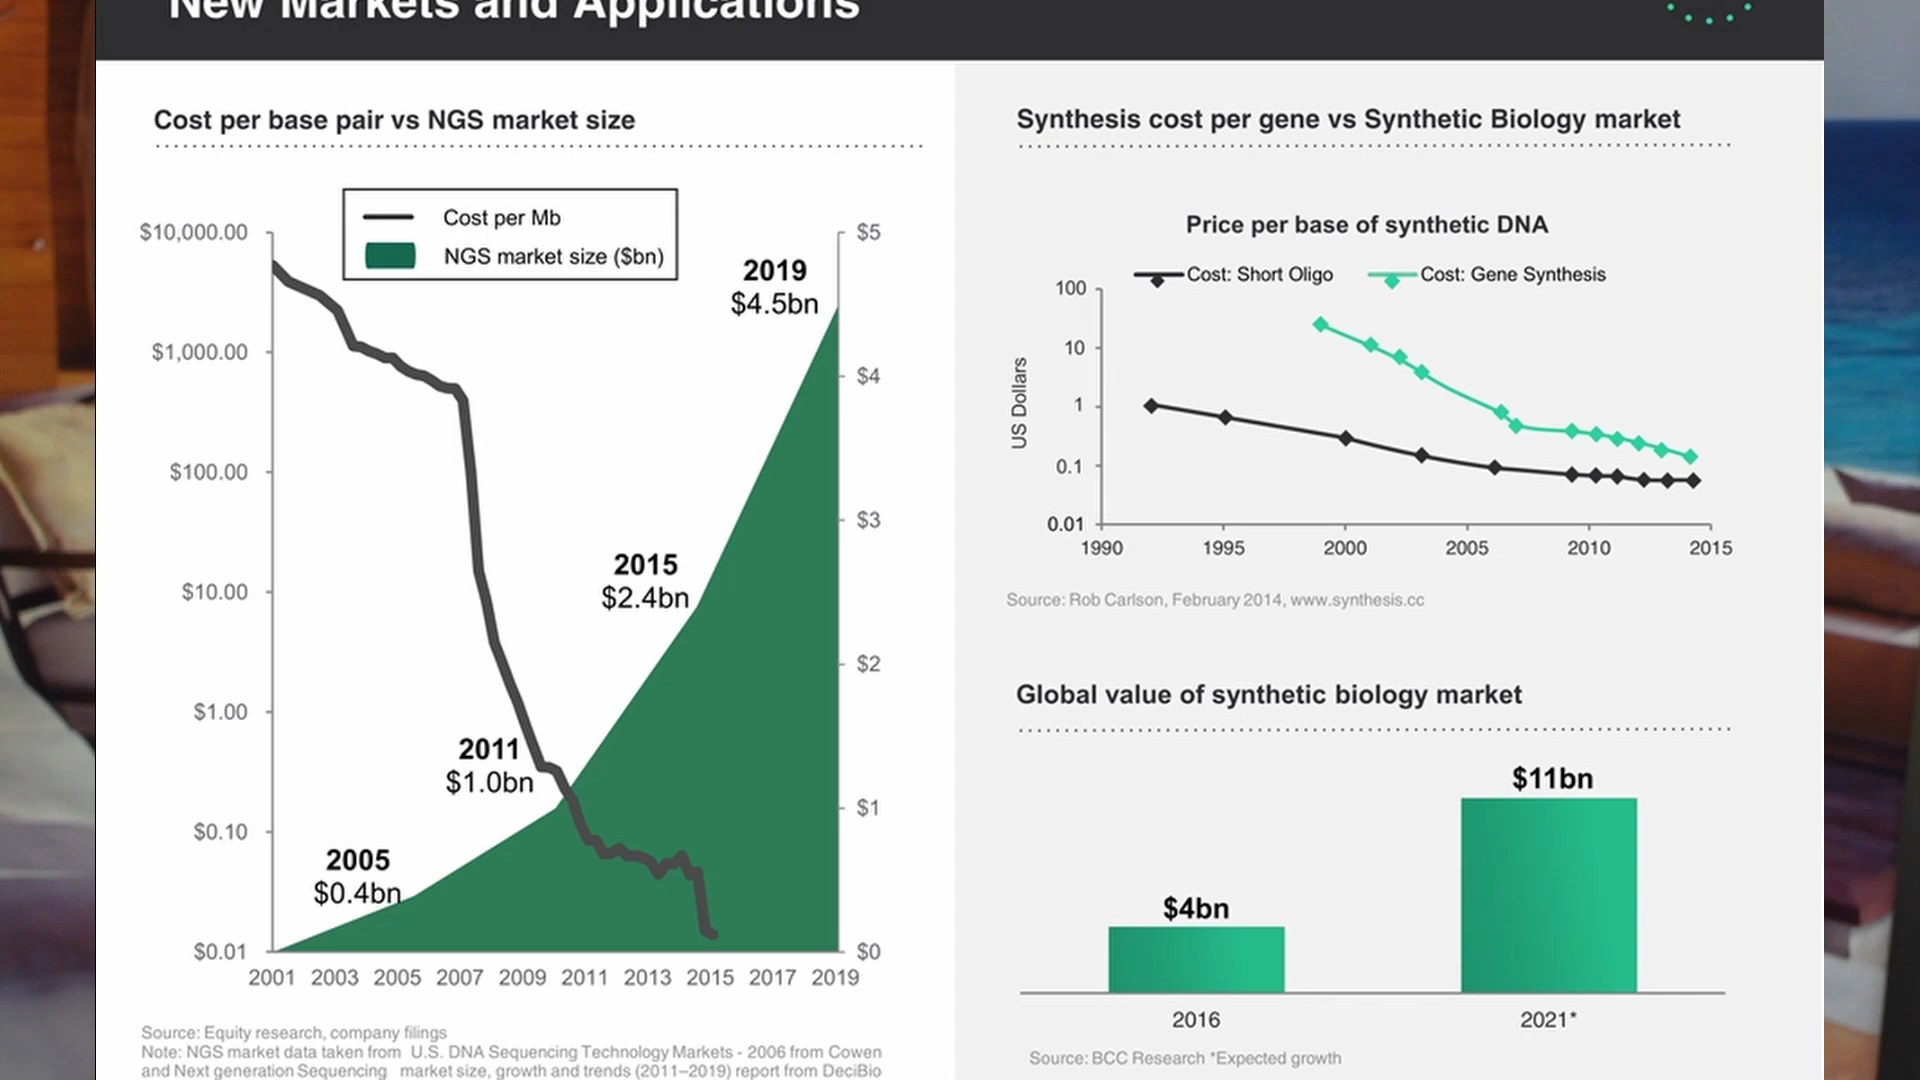 New Markets and Applications
Cost per base pair vs NGS market size
Cost per Mb
NGS market size ($bn)
$10,000.00
$1,000.00
$100.00
$10.00
$1.00
$0.10
$0.01
$5
$4
$3
$2
$1
$0
2019
$4.5bn
2015
$2.4bn
2011
$1.0bn
2005
$0.4bn
2001 2003 2005 2007 2009 2011 2013 2015 2017 2019
Source: Equity research, company filings
Note: NGS market data taken from U.S. DNA Sequencing Technology Markets - 2006 from Cowen
and Next generation Sequencing market size, growth and trends (2011–2019) report from DeciBio
Synthesis cost per gene vs Synthetic Biology market
Price per base of synthetic DNA
Cost: Short Oligo Cost: Gene Synthesis
US Dollars
100
10
1
0.1
0.01
1990 1995 2000 2005 2010 2015
Source: Rob Carlson, February 2014, www.synthesis.cc
Global value of synthetic biology market
$4bn
$11bn
2016 2021*
Source: BCC Research *Expected growth